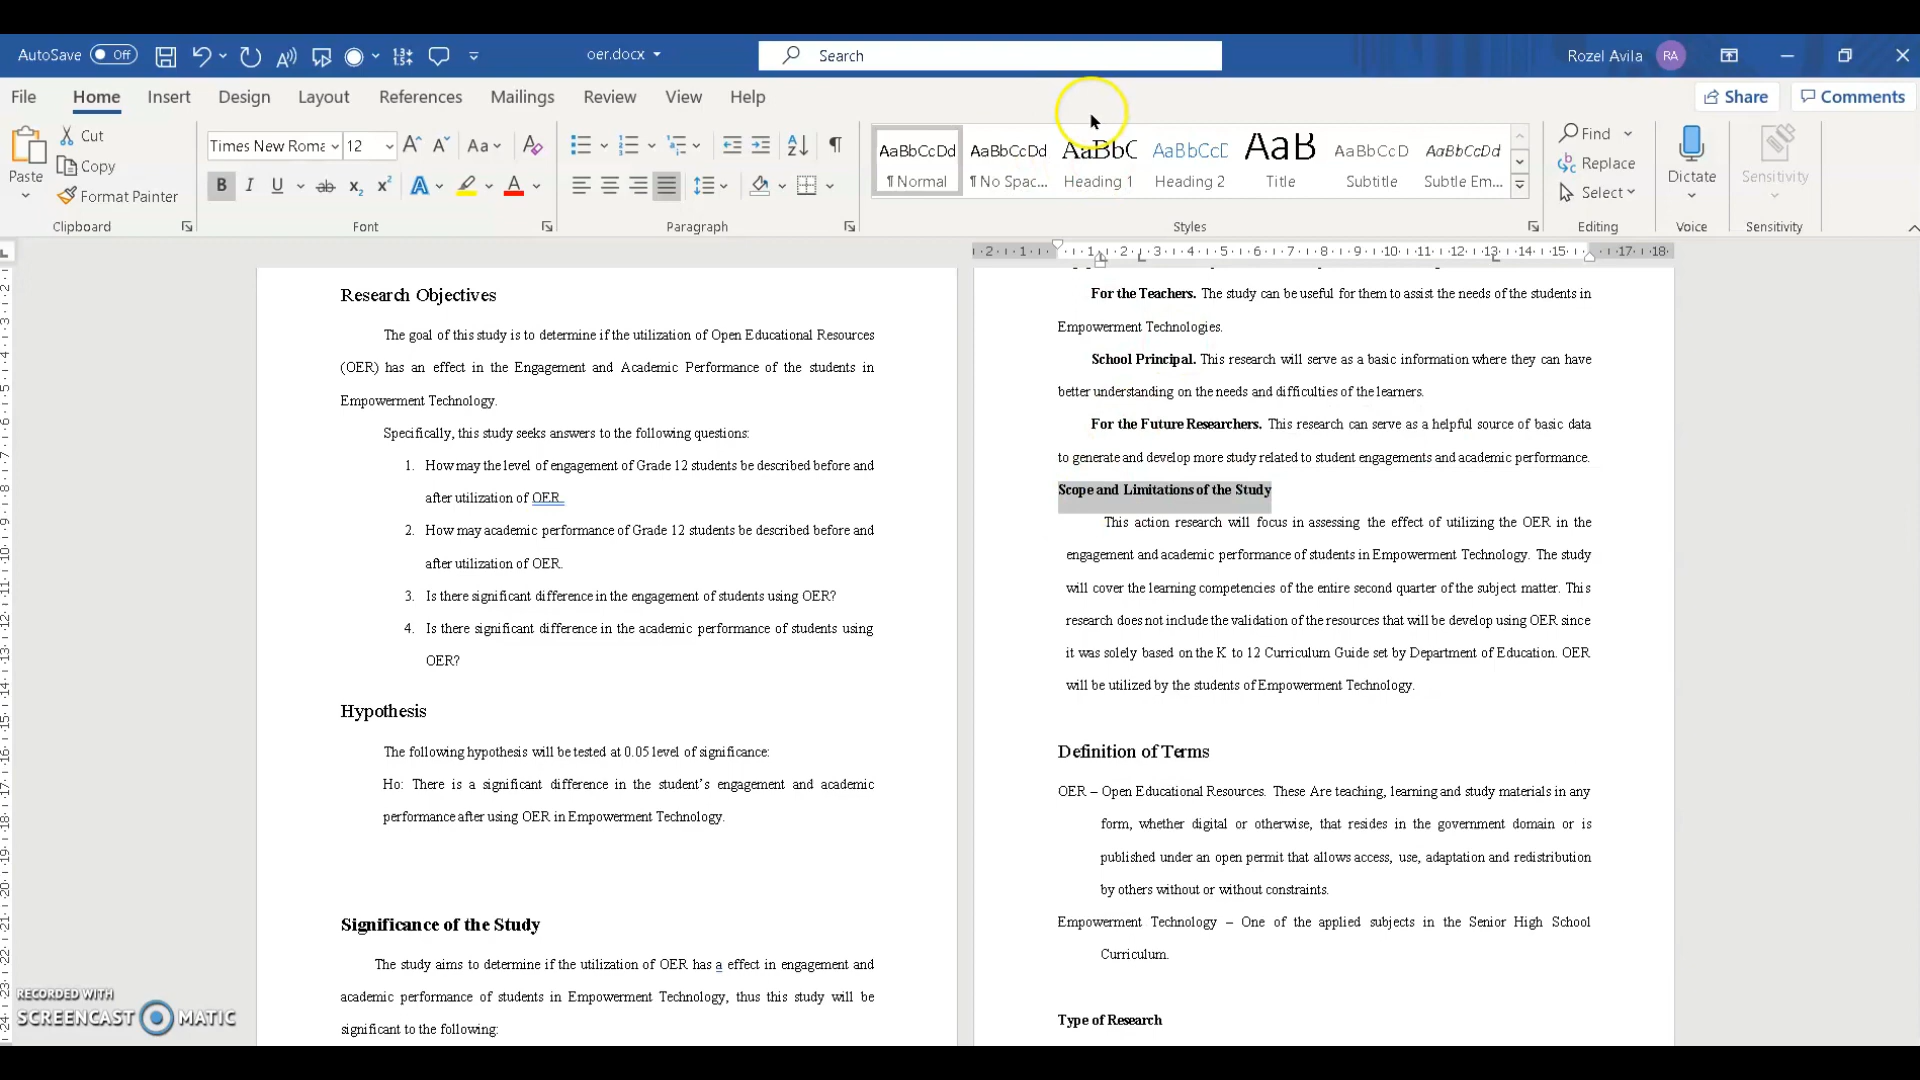 AutoSave Off oer.docx Search Rozel Avila RA
File Home Insert Design Layout References Mailings Review View Help Share Comments
Paste Cut Copy Format Painter
Clipboard
Times New Roma 12
Font
Paragraph
AaBbCcDd AaBbCcDd AaBbC AaBbCcD AaB AaBbCcD AaBbCcDd
¶ Normal ¶ No Spac... Heading 1 Heading 2 Title Subtitle Subtle Em...
Styles
Find
Replace
Select
Editing
Dictate
Voice
Sensitivity
Sensitivity
Research Objectives
The goal of this study is to determine if the utilization of Open Educational Resources
(OER) has an effect in the Engagement and Academic Performance of the students in
Empowerment Technology.
Specifically, this study seeks answers to the following questions:
1. How may the level of engagement of Grade 12 students be described before and
after utilization of OER.
2. How may academic performance of Grade 12 students be described before and
after utilization of OER.
3. Is there significant difference in the engagement of students using OER?
4. Is there significant difference in the academic performance of students using
OER?
Hypothesis
The following hypothesis will be tested at 0.05 level of significance:
Ho: There is a significant difference in the student’s engagement and academic
performance after using OER in Empowerment Technology.
Significance of the Study
The study aims to determine if the utilization of OER has a effect in engagement and
academic performance of students in Empowerment Technology, thus this study will be
significant to the following:
For the Teachers. The study can be useful for them to assist the needs of the students in
Empowerment Technologies.
School Principal. This research will serve as a basic information where they can have
better understanding on the needs and difficulties of the learners.
For the Future Researchers. This research can serve as a helpful source of basic data
to generate and develop more study related to student engagements and academic performance.
Scope and Limitations of the Study
This action research will focus in assessing the effect of utilizing the OER in the
engagement and academic performance of students in Empowerment Technology. The study
will cover the learning competencies of the entire second quarter of the subject matter. This
research does not include the validation of the resources that will be develop using OER since
it was solely based on the K to 12 Curriculum Guide set by Department of Education. OER
will be utilized by the students of Empowerment Technology.
Definition of Terms
OER – Open Educational Resources. These Are teaching, learning and study materials in any
form, whether digital or otherwise, that resides in the government domain or is
published under an open permit that allows access, use, adaptation and redistribution
by others without or without constraints.
Empowerment Technology – One of the applied subjects in the Senior High School
Curriculum.
Type of Research
RECORDED WITH
SCREENCAST MATIC